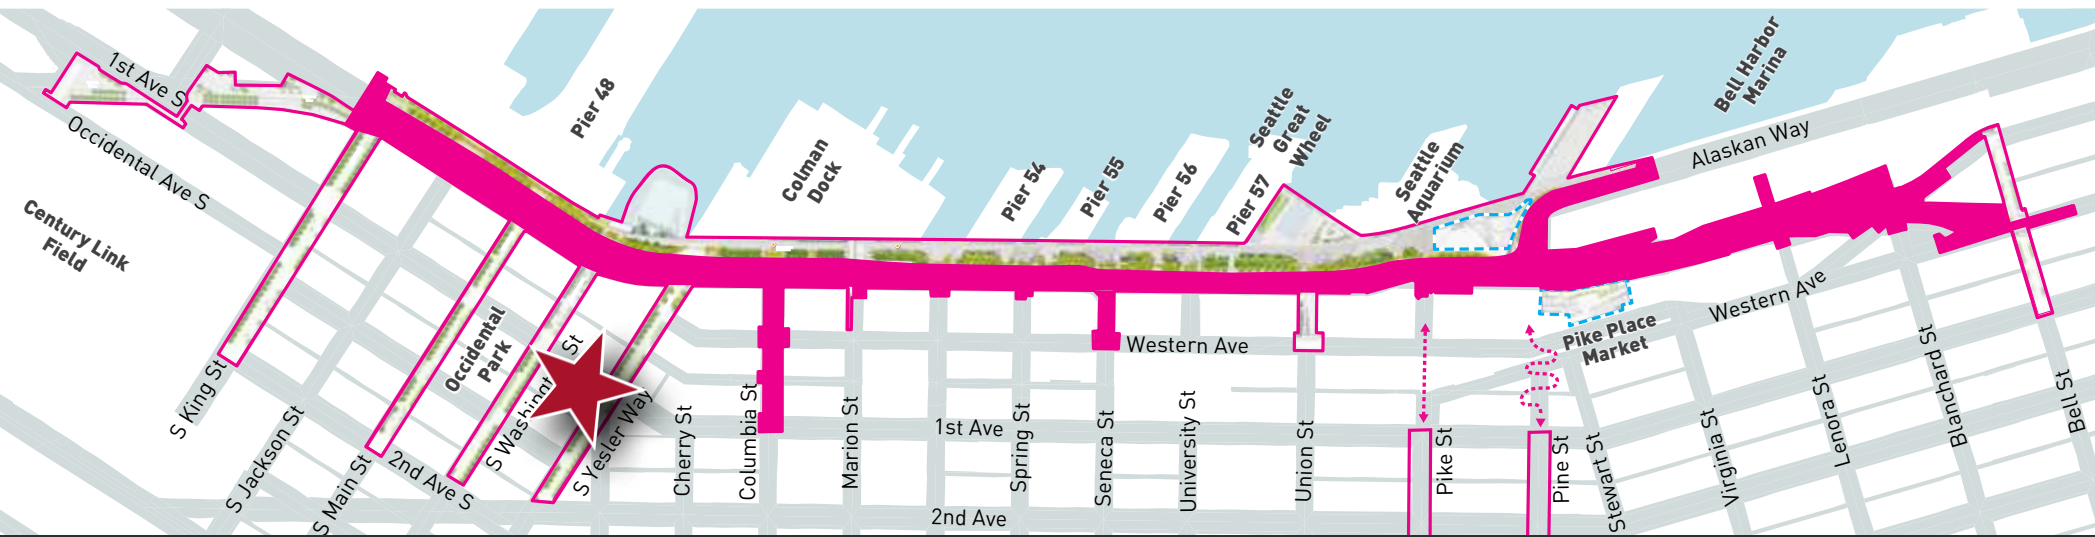 1st Ave S
Occidental Ave S
Century Link
Field
S King St
S Jackson St
S Main St
2nd Ave S
Occidental
Park
S Washingt
St
S Yesler Way
Pier 48
Colman
Dock
Pier 54
Pier 55
Pier 56
Pier 57
Seattle
Great
Wheel
Seattle
Aquarium
Bell Harbor
Marina
Alaskan Way
Western Ave
Western Ave
Pike Place
Market
Cherry St
Columbia St
Marion St
1st Ave
2nd Ave
Spring St
Seneca St
University St
Union St
Pike St
Pine St
Stewart St
Virginia St
Lenora St
Blanchard St
Bell St